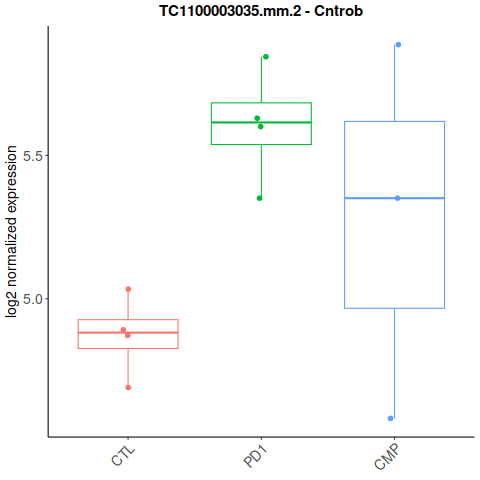 TC1100003035.mm.2 - Cntrob
log2 normalized expression
5.5
5.0
CTL
PD1
CMP